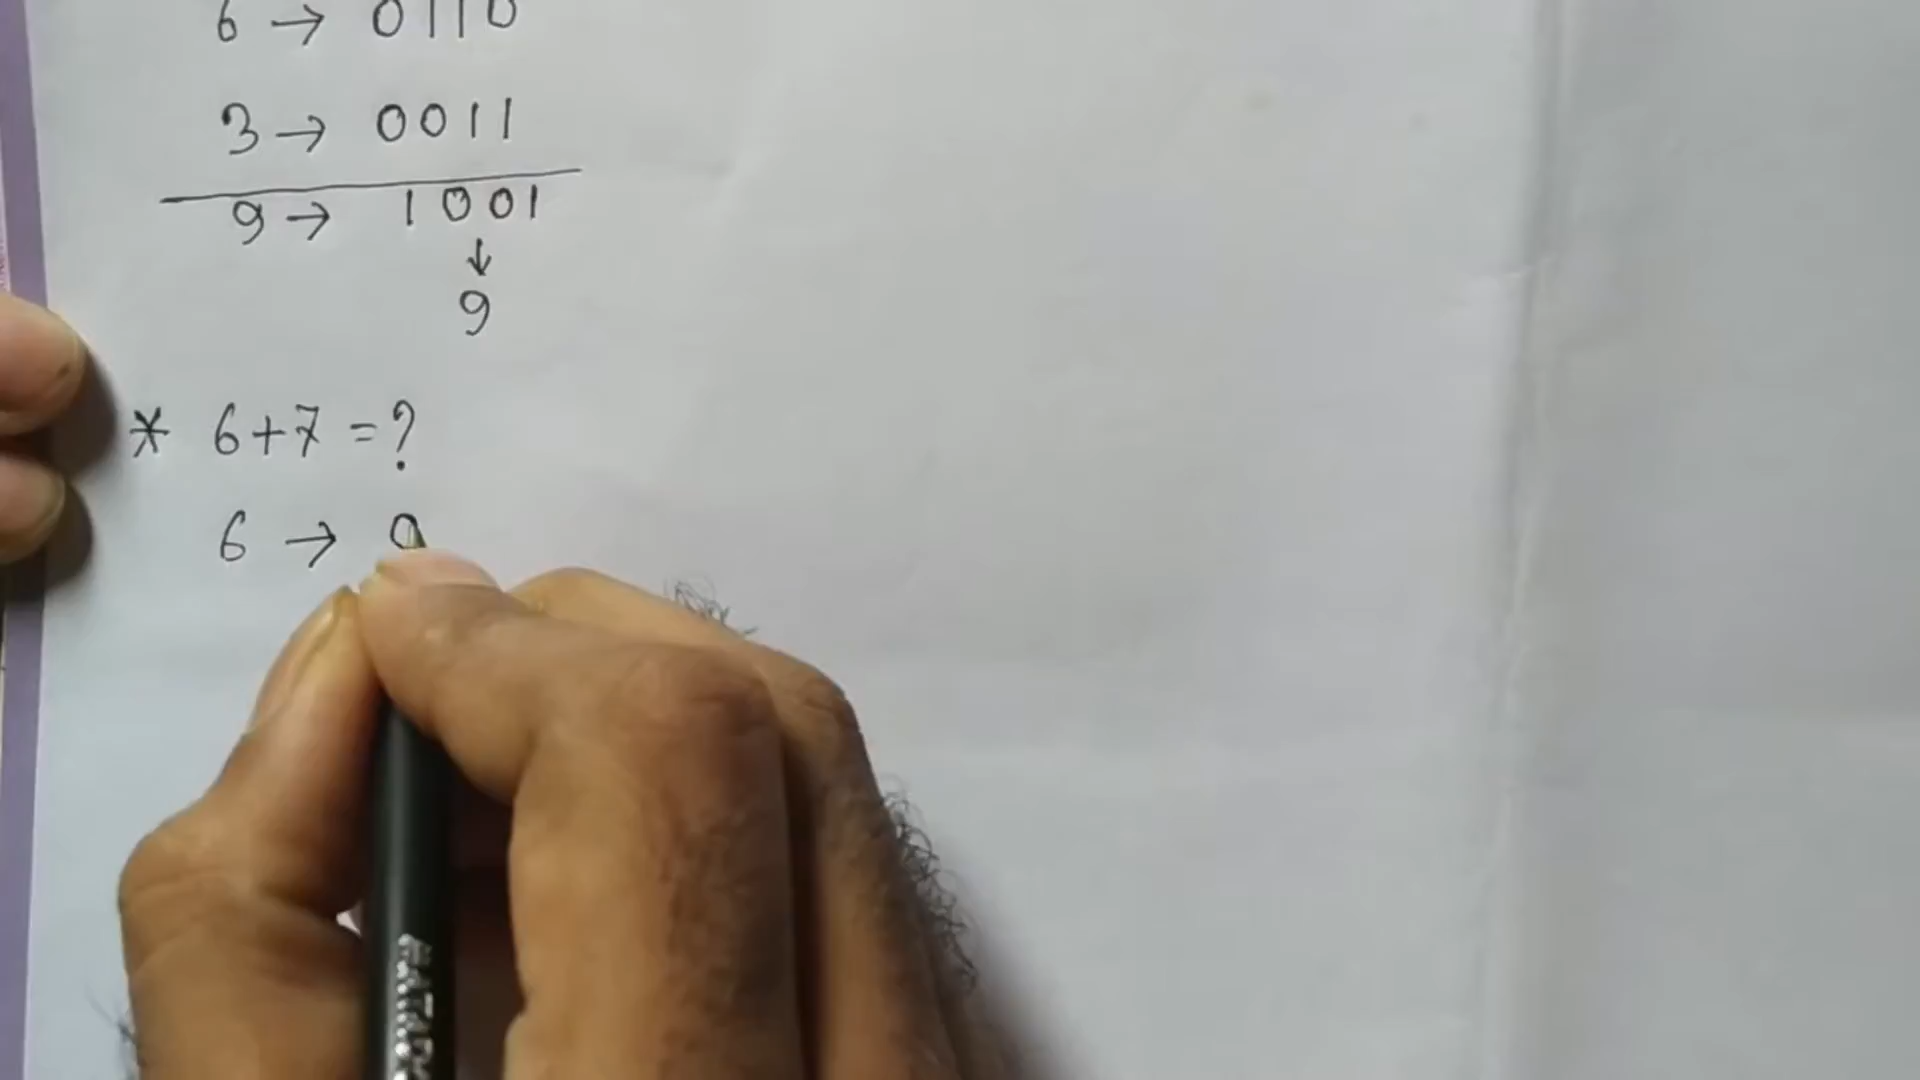 6 → 0110
3 → 0011
9 → 1001
↓
9
* 6+7 =?
6 → 0